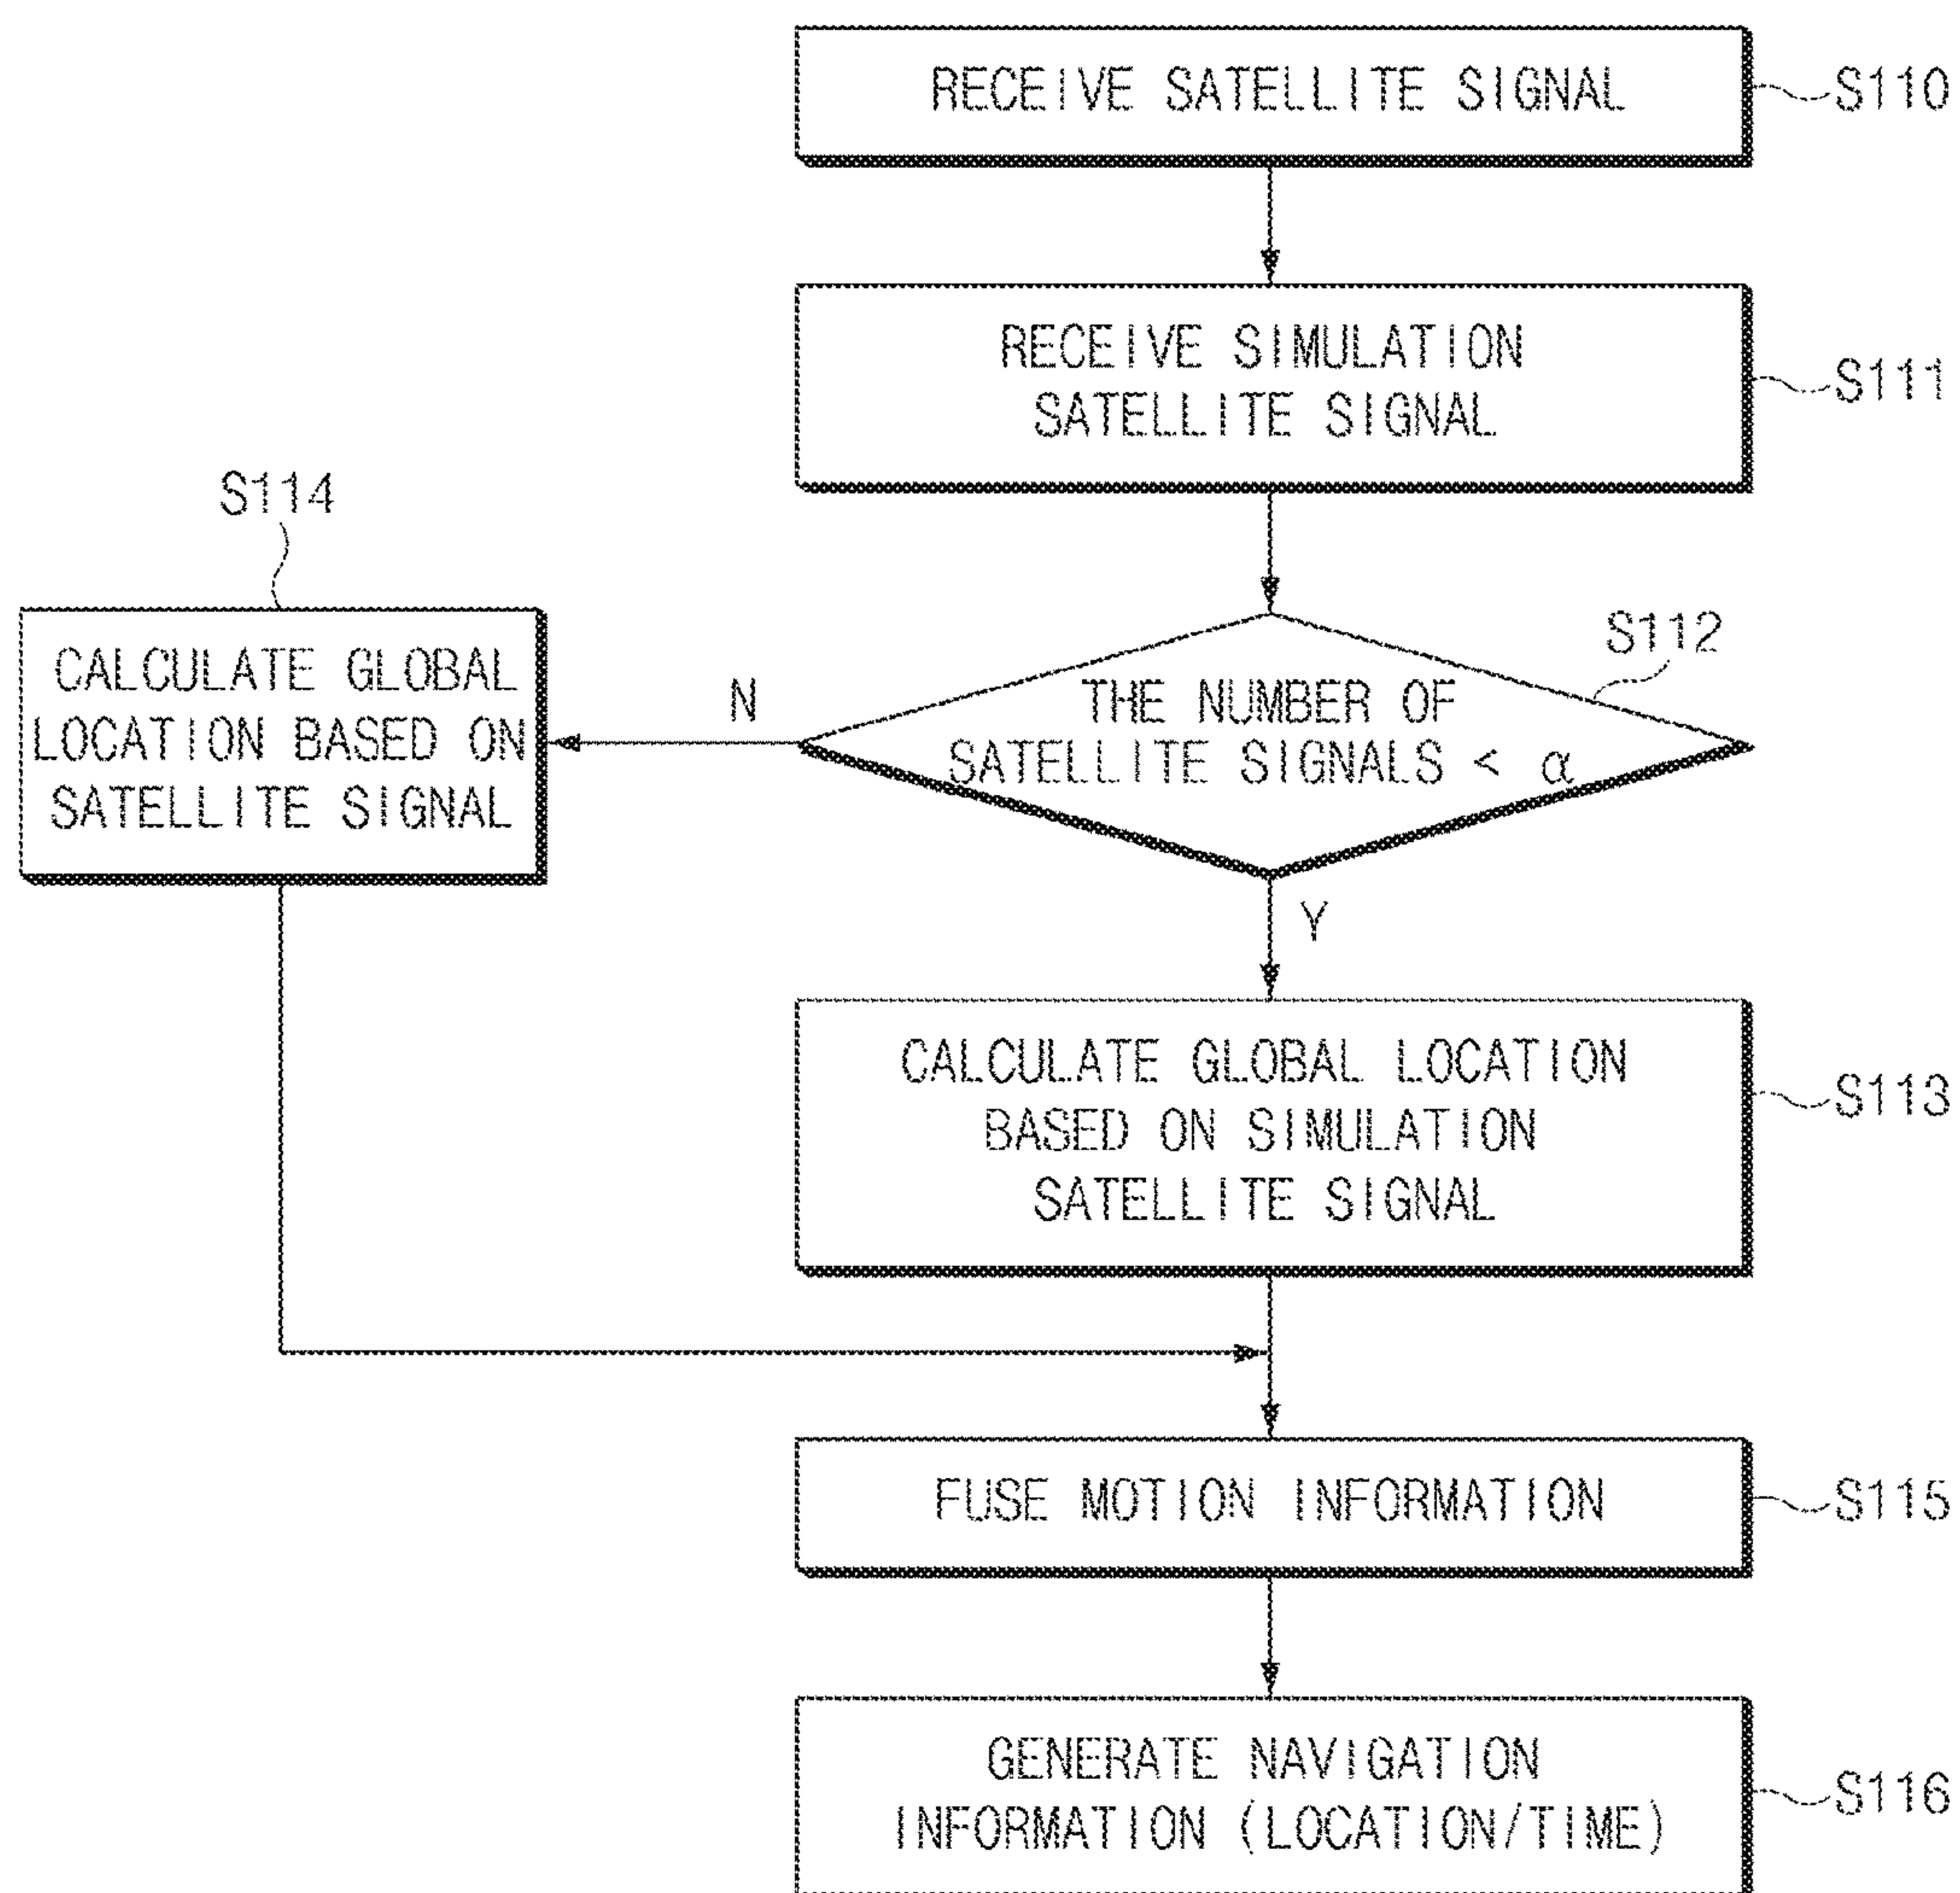 RECEIVE SATELLITE SIGNAL
S110
RECEIVE SIMULATION
SATELLITE SIGNAL
S111
S112
THE NUMBER OF
SATELLITE SIGNALS < α
N
Y
S114
CALCULATE GLOBAL
LOCATION BASED ON
SATELLITE SIGNAL
CALCULATE GLOBAL LOCATION
BASED ON SIMULATION
SATELLITE SIGNAL
S113
FUSE MOTION INFORMATION
S115
GENERATE NAVIGATION
INFORMATION (LOCATION/TIME)
S116